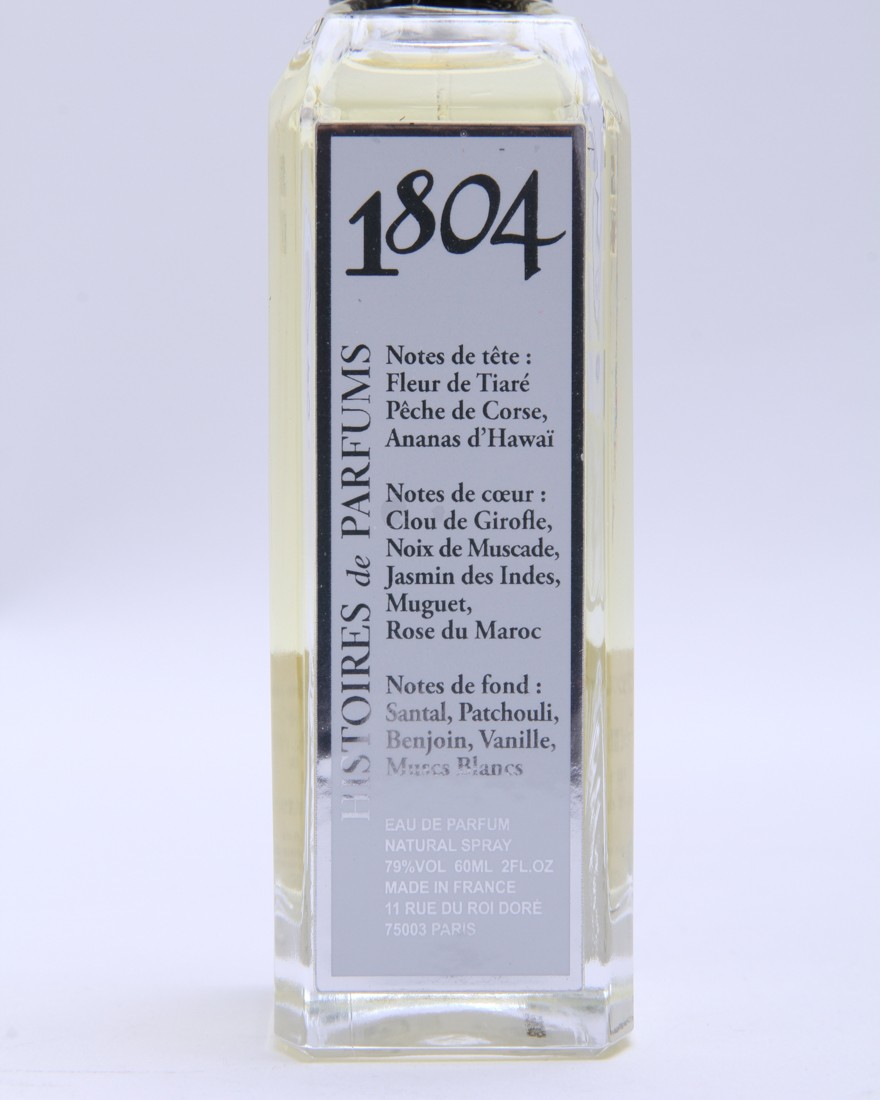 1804
HISTOIRES de PARFUMS
Notes de tête :
Fleur de Tiaré
Pêche de Corse,
Ananas d’Hawaï
Notes de cœur :
Clou de Girofle,
Noix de Muscade,
Jasmin des Indes,
Muguet,
Rose du Maroc
Notes de fond :
Santal, Patchouli,
Benjoin, Vanille,
Muscs Blancs
EAU DE PARFUM
NATURAL SPRAY
79%VOL 60ML 2FL.OZ
MADE IN FRANCE
11 RUE DU ROI DORÉ
75003 PARIS